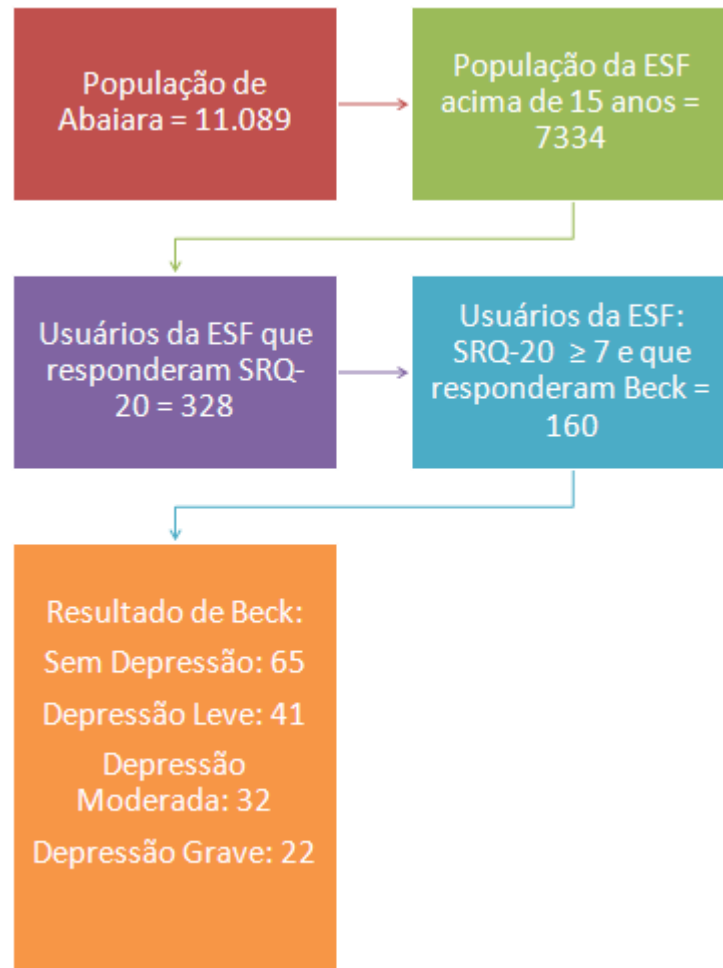 População de
Abaiara = 11.089
População da ESF
acima de 15 anos =
7334
Usuários da ESF que
responderam SRQ-
20 = 328
Usuários da ESF:
SRQ-20 ≥ 7 e que
responderam Beck =
160
Resultado de Beck:
Sem Depressão: 65
Depressão Leve: 41
Depressão
Moderada: 32
Depressão Grave: 22